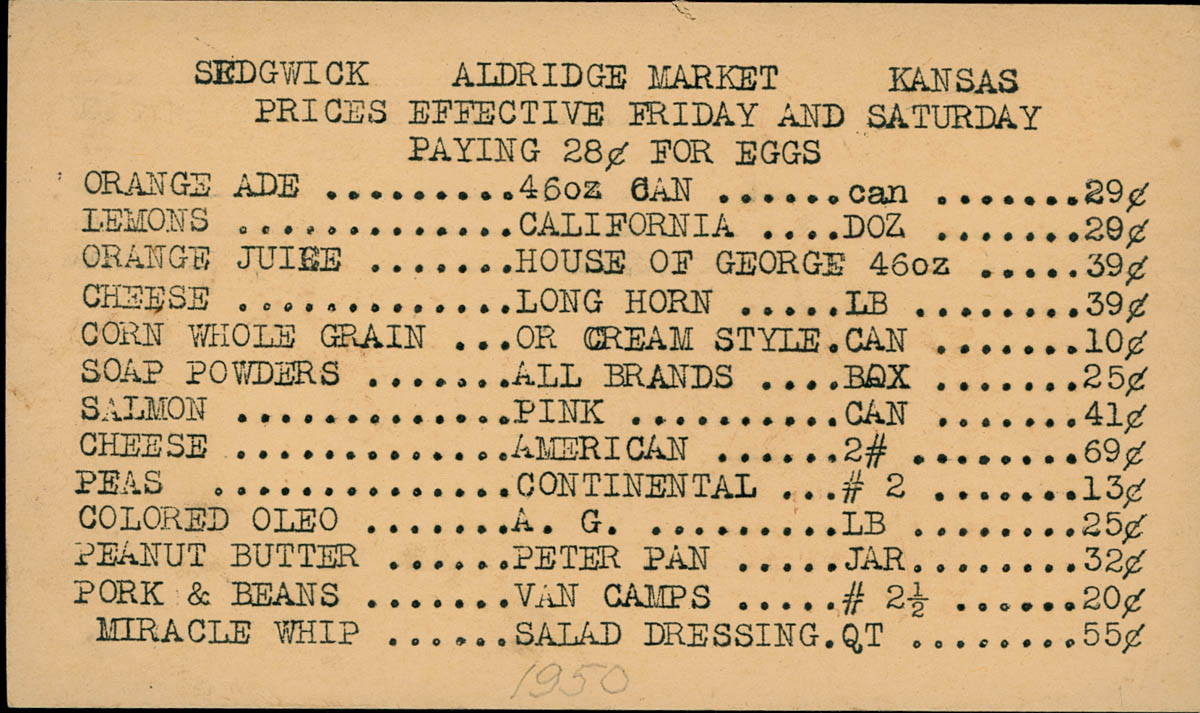 SEDGWICK ALDRIDGE MARKET KANSAS
PRICES EFFECTIVE FRIDAY AND SATURDAY
PAYING 28¢ FOR EGGS
ORANGE ADE .........46oz CAN ......can .......29¢
LEMONS .............CALIFORNIA ....DOZ .......29¢
ORANGE JUICE .......HOUSE OF GEORGE 46oz .....39¢
CHEESE .............LONG HORN .....LB ........39¢
CORN WHOLE GRAIN ...OR CREAM STYLE.CAN .......10¢
SOAP POWDERS .......ALL BRANDS ....BOX .......25¢
SALMON .............PINK ..........CAN .......41¢
CHEESE .............AMERICAN ......2# ........69¢
PEAS ..............CONTINENTAL ...# 2 .......13¢
COLORED OLEO .......A. G. .........LB ........25¢
PEANUT BUTTER ......PETER PAN .....JAR........32¢
PORK & BEANS .......VAN CAMPS .....# 2½ ......20¢
MIRACLE WHIP ......SALAD DRESSING.QT ........55¢
1950